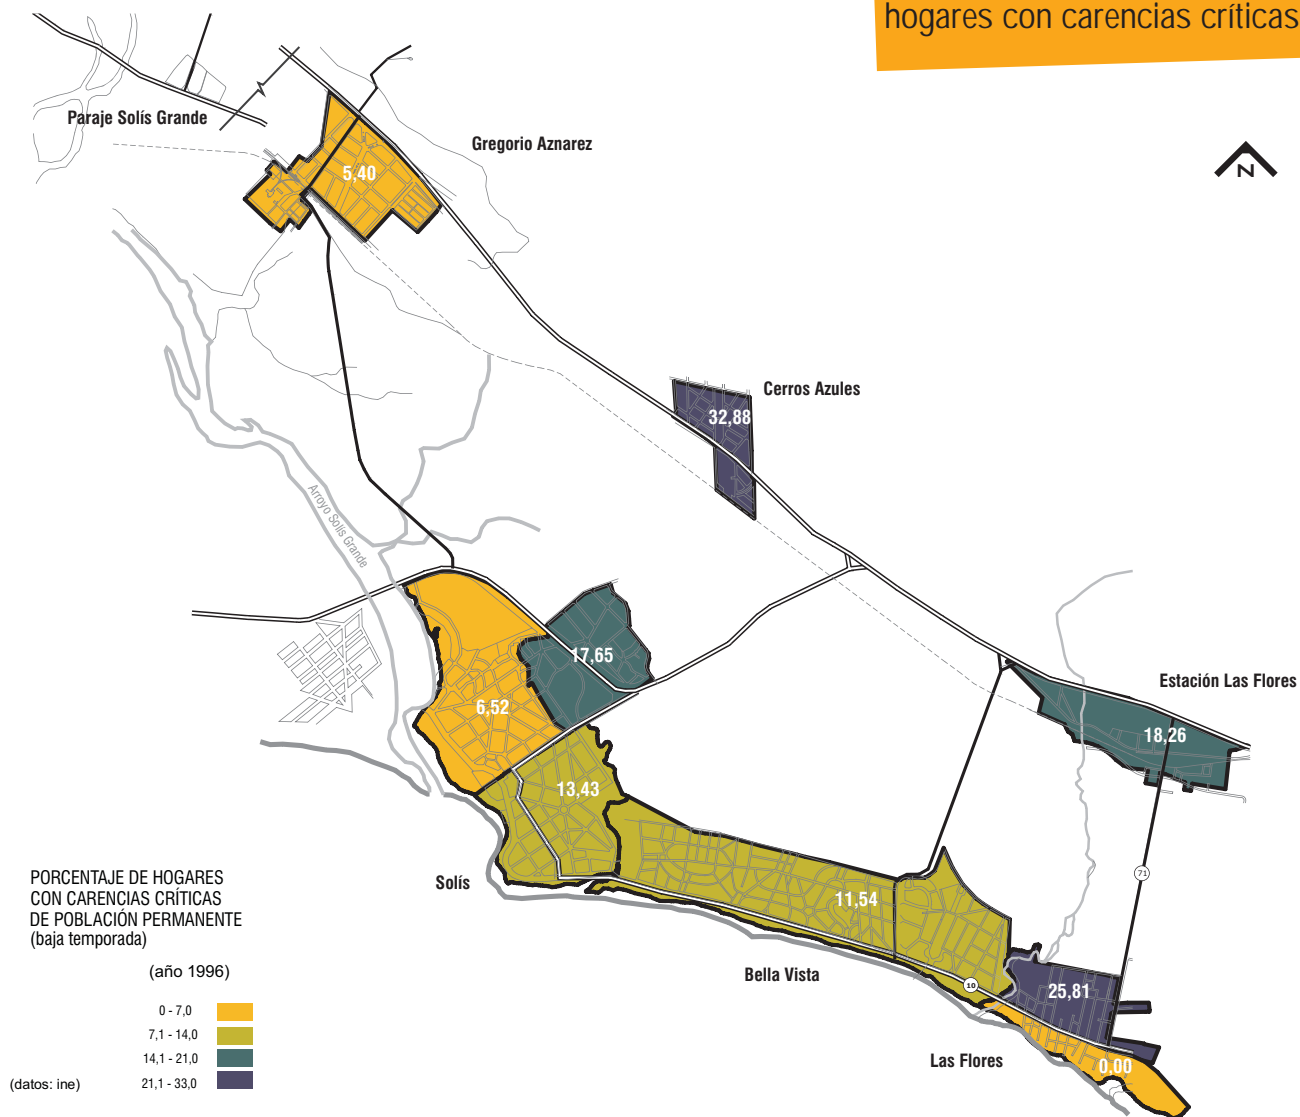 hogares con carencias críticas
Paraje Solís Grande
Gregorio Aznarez
N
5,40
Cerros Azules
32,88
Arroyo Solís Grande
17,65
6,52
Estación Las Flores
18,26
13,43
71
Solís
11,54
Bella Vista
10
25,81
Las Flores
0,00
PORCENTAJE DE HOGARES
CON CARENCIAS CRÍTICAS
DE POBLACIÓN PERMANENTE
(baja temporada)
(año 1996)
0 - 7,0
7,1 - 14,0
14,1 - 21,0
21,1 - 33,0
(datos: ine)